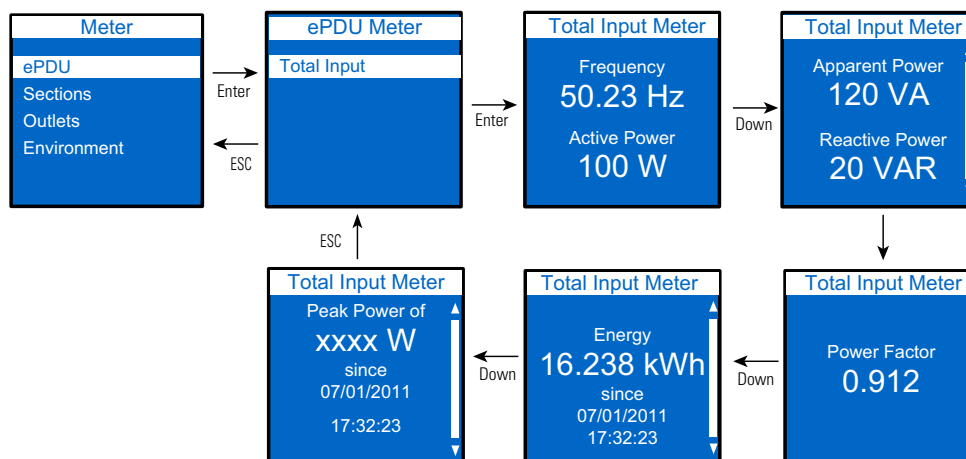 Meter
ePDU
Sections
Outlets
Environment
Enter
ESC
ePDU Meter
Total Input
Enter
Total Input Meter
Frequency
50.23 Hz
Active Power
100 W
Down
Total Input Meter
Apparent Power
120 VA
Reactive Power
20 VAR
ESC
Total Input Meter
Peak Power of
xxxx W
since
07/01/2011
17:32:23
Down
Total Input Meter
Energy
16.238 kWh
since
07/01/2011
17:32:23
Down
Total Input Meter
Power Factor
0.912